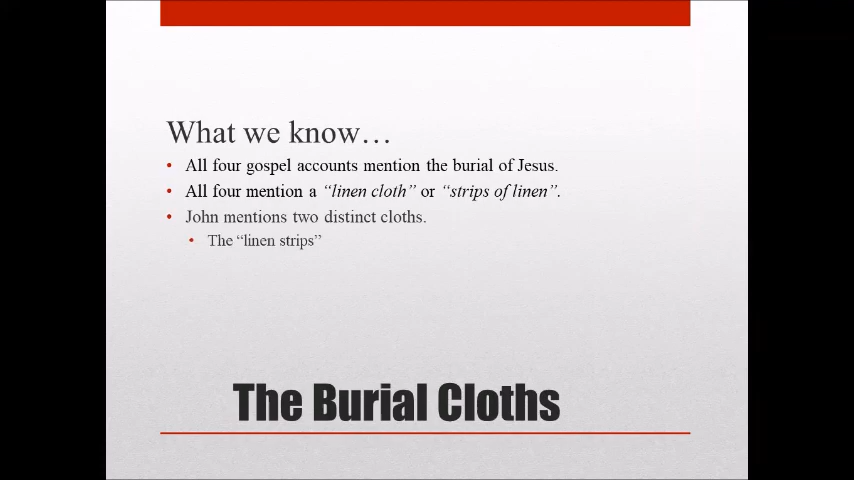 What we know…
• All four gospel accounts mention the burial of Jesus.
• All four mention a “linen cloth” or “strips of linen”.
• John mentions two distinct cloths.
• The “linen strips”
The Burial Cloths